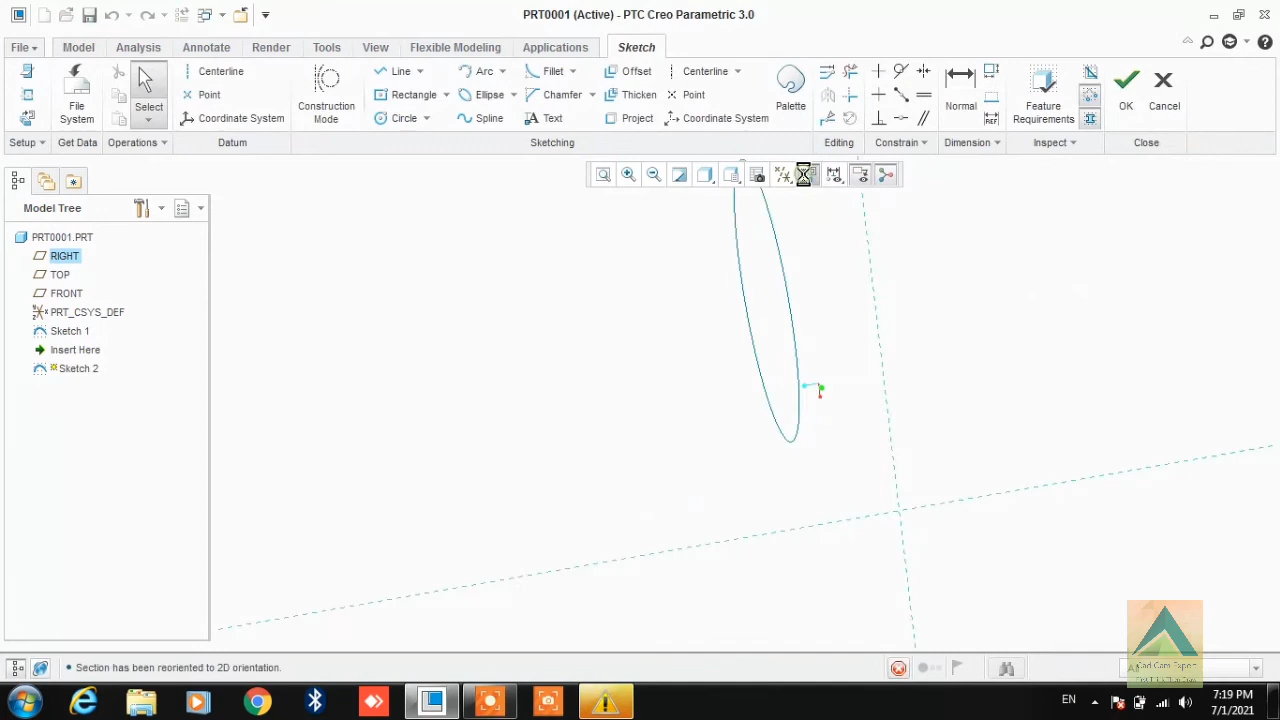 PRT0001 (Active) - PTC Creo Parametric 3.0
File Model Analysis Annotate Render Tools View Flexible Modeling Applications Sketch
Centerline Line Arc Fillet Offset Centerline
Point Rectangle Ellipse Chamfer Thicken Point
Coordinate System Circle Spline Text Project Coordinate System
File System
Select
Construction Mode
Palette
Normal
Feature Requirements
OK
Cancel
Setup Get Data Operations Datum Sketching Editing Constrain Dimension Inspect Close
Model Tree
PRT0001.PRT
RIGHT
TOP
FRONT
PRT_CSYS_DEF
Sketch 1
Insert Here
Sketch 2
Section has been reoriented to 2D orientation.
Cad Cam Expert
EN
7:19 PM
7/1/2021